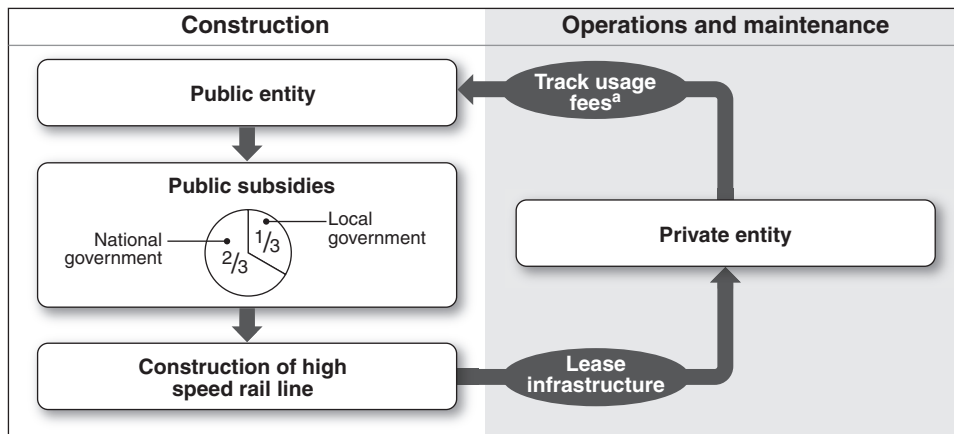 Construction
Operations and maintenance
Public entity
Track usage
feesa
Public subsidies
National
government
2/3
1/3
Local
government
Private entity
Construction of high
speed rail line
Lease
infrastructure